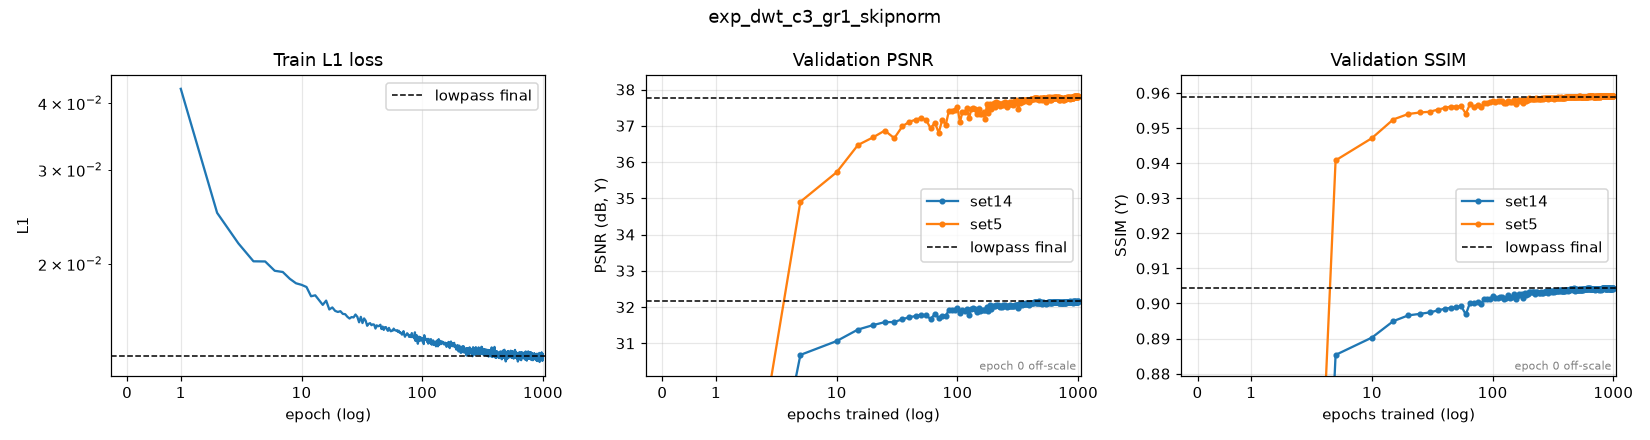 exp_dwt_c3_gr1_skipnorm
Train L1 loss
lowpass final
4 × 10⁻²
3 × 10⁻²
2 × 10⁻²
L1
0 1 10 100 1000
epoch (log)
Validation PSNR
38
37
36
35
34
33
32
31
PSNR (dB, Y)
set14
set5
lowpass final
epoch 0 off-scale
0 1 10 100 1000
epochs trained (log)
Validation SSIM
0.96
0.95
0.94
0.93
0.92
0.91
0.90
0.89
0.88
SSIM (Y)
set14
set5
lowpass final
epoch 0 off-scale
0 1 10 100 1000
epochs trained (log)